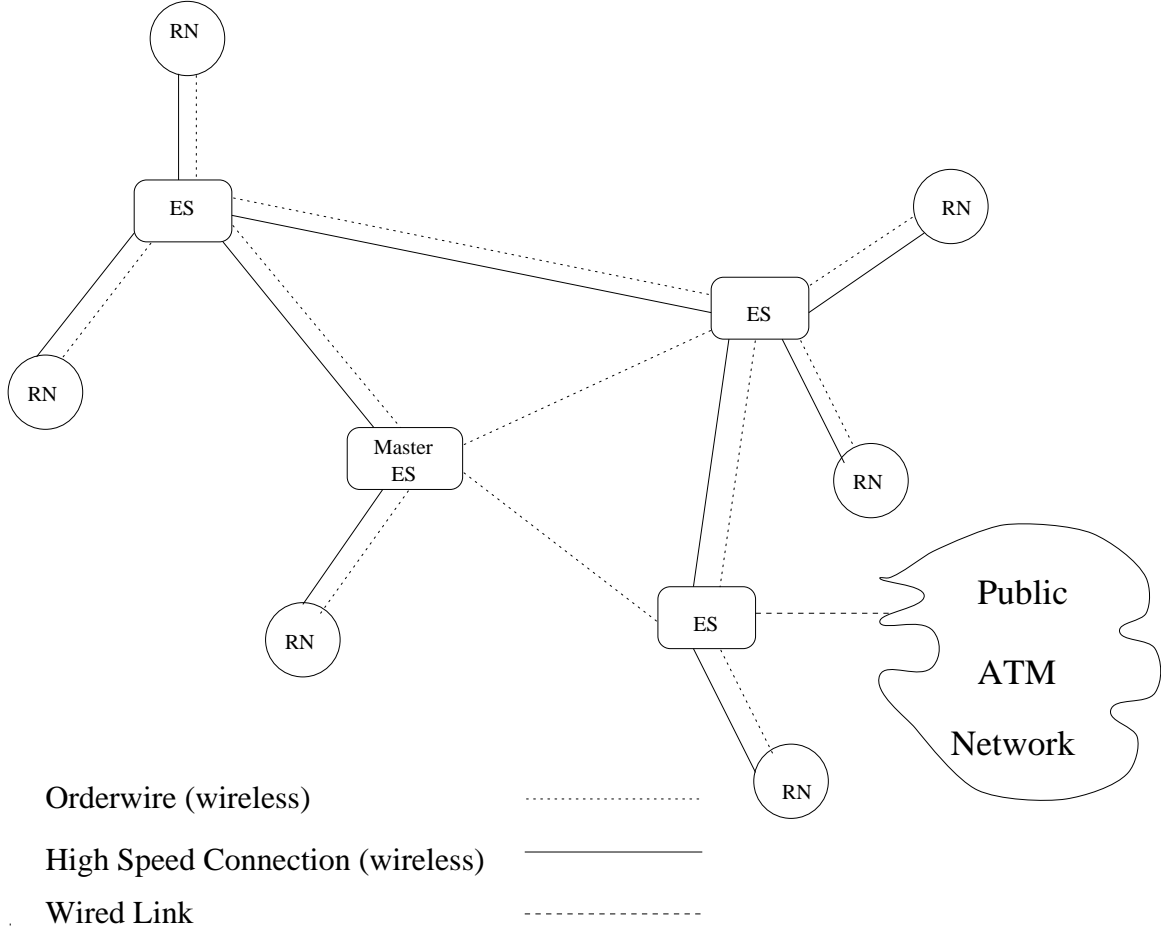 RN
ES
RN
ES
RN
Master
ES
RN
RN
ES
RN
Public
ATM
Network
Orderwire (wireless)
High Speed Connection (wireless)
Wired Link